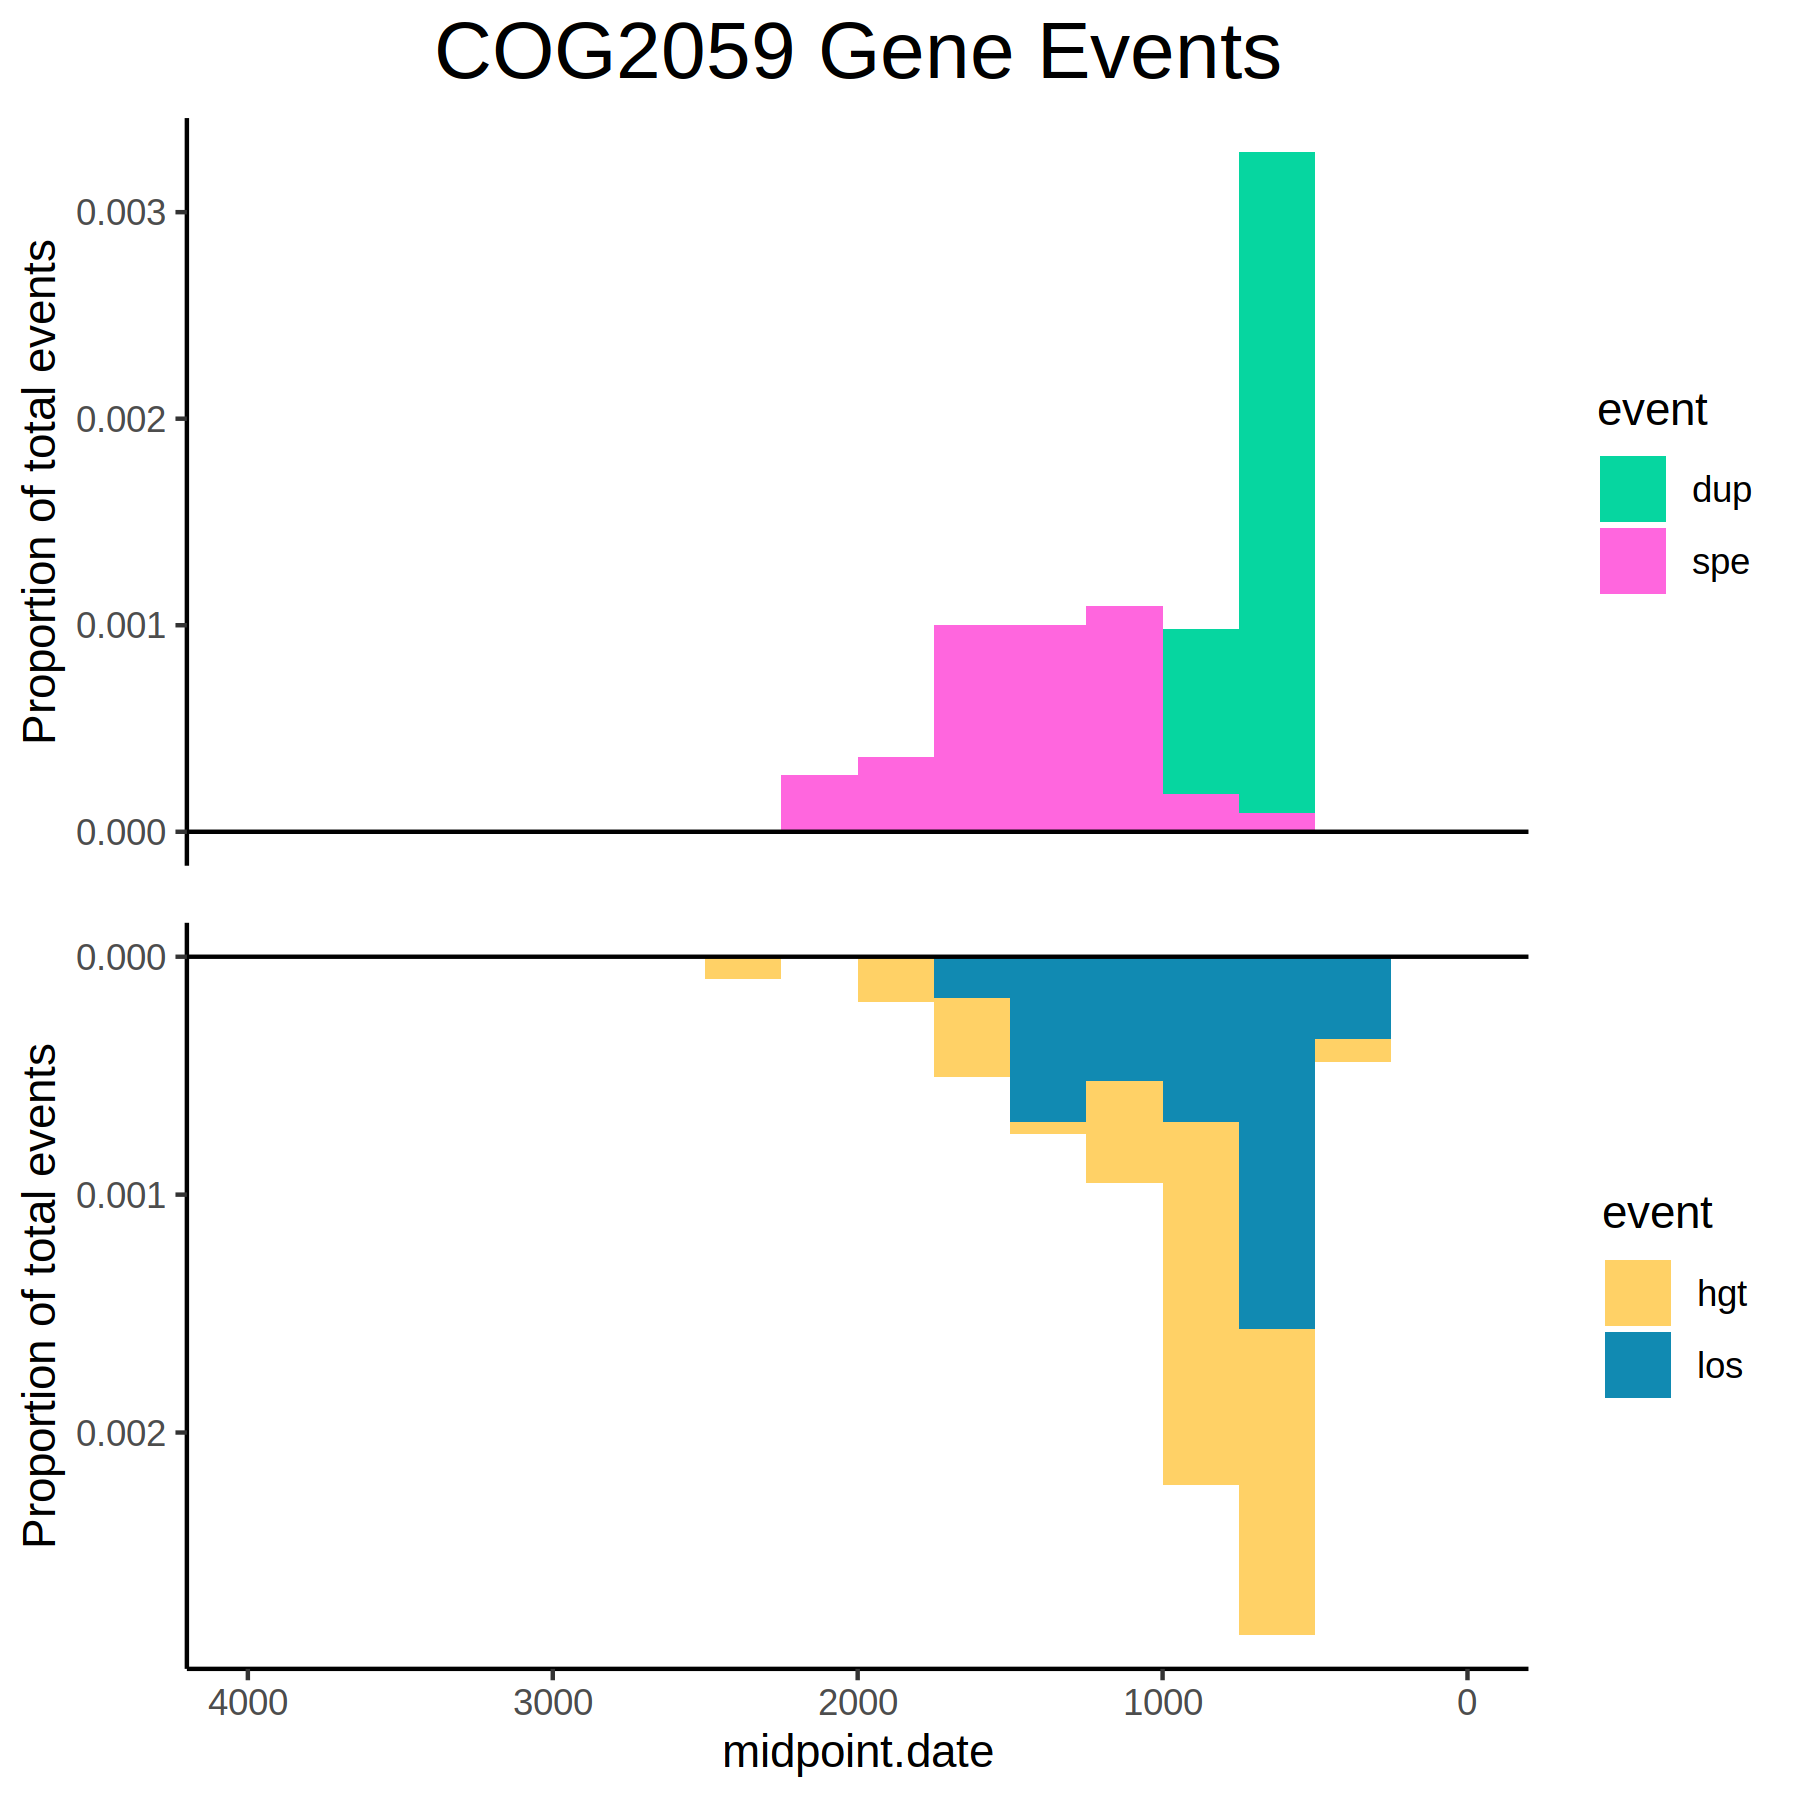 COG2059 Gene Events
Proportion of total events
0.003
0.002
0.001
0.000
event
dup
spe
Proportion of total events
0.000
0.001
0.002
event
hgt
los
4000 3000 2000 1000 0
midpoint.date